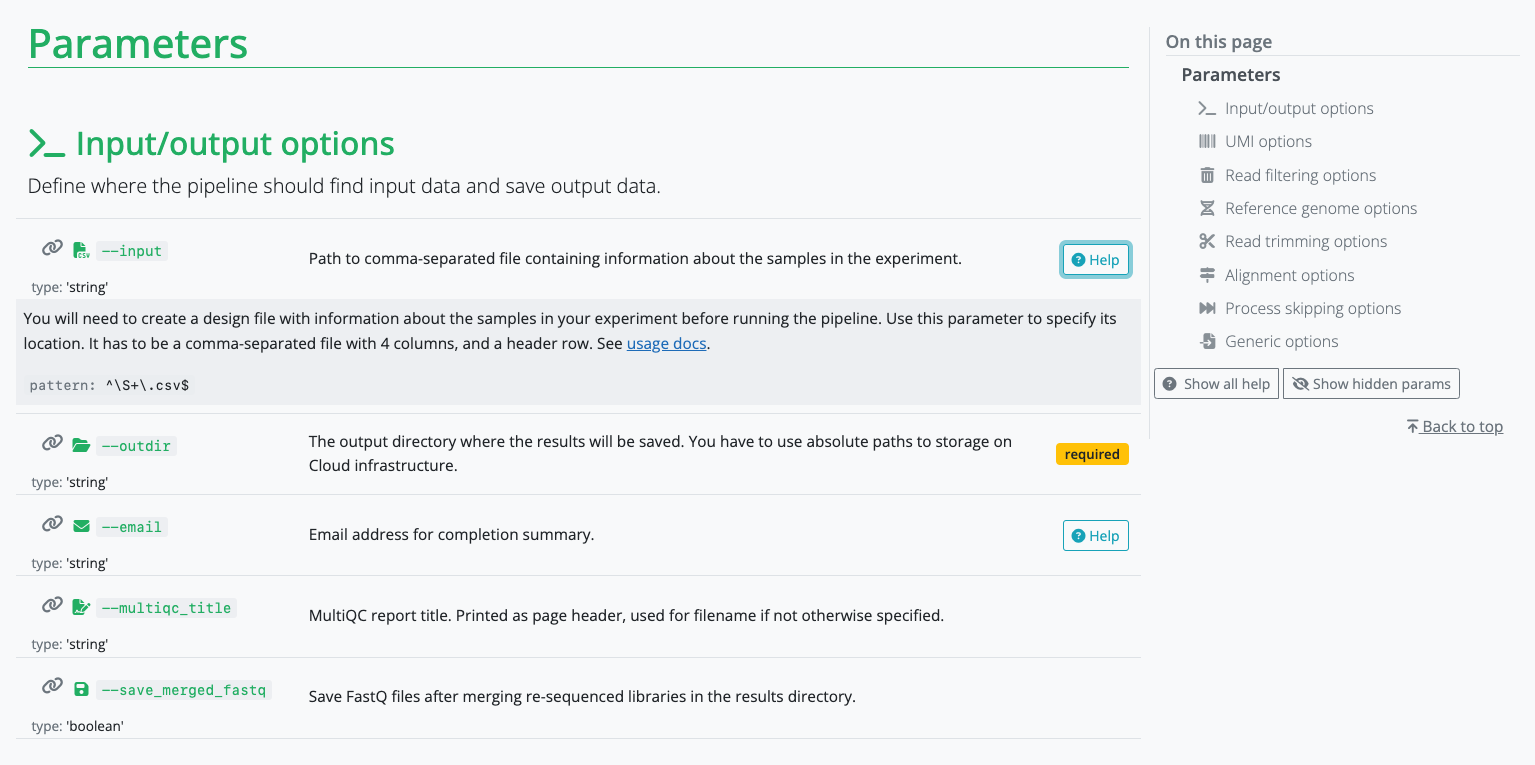 Parameters
Input/output options
Define where the pipeline should find input data and save output data.
--input
Path to comma-separated file containing information about the samples in the experiment.
Help
type: 'string'
You will need to create a design file with information about the samples in your experiment before running the pipeline. Use this parameter to specify its
location. It has to be a comma-separated file with 4 columns, and a header row. See usage docs.
pattern: ^\S+\.csv$
--outdir
The output directory where the results will be saved. You have to use absolute paths to storage on
Cloud infrastructure.
required
type: 'string'
--email
Email address for completion summary.
Help
type: 'string'
--multiqc_title
MultiQC report title. Printed as page header, used for filename if not otherwise specified.
type: 'string'
--save_merged_fastq
Save FastQ files after merging re-sequenced libraries in the results directory.
type: 'boolean'
On this page
Parameters
Input/output options
UMI options
Read filtering options
Reference genome options
Read trimming options
Alignment options
Process skipping options
Generic options
Show all help
Show hidden params
Back to top